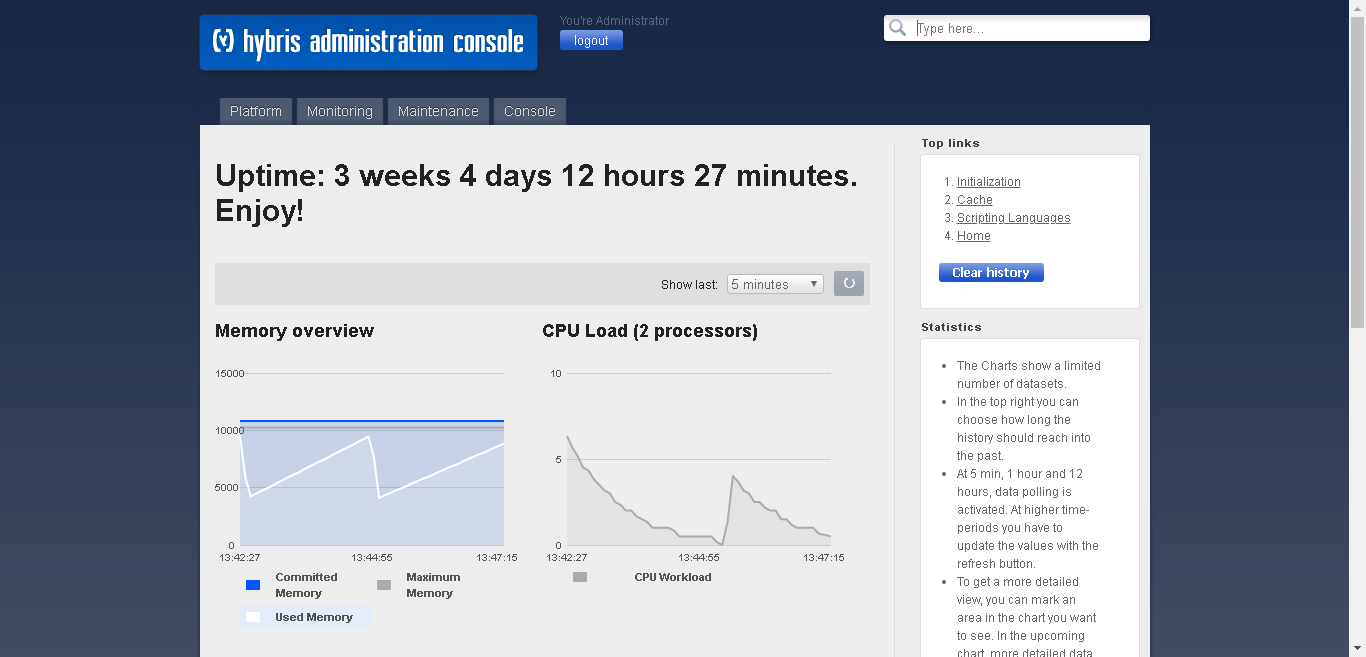 (y) hybris administration console
You're Administrator
logout
Type here...
Platform
Monitoring
Maintenance
Console
Uptime: 3 weeks 4 days 12 hours 27 minutes.
Enjoy!
Show last:
5 minutes
Memory overview
15000
10000
5000
0
13:42:27
13:44:55
13:47:15
Committed
Memory
Maximum
Memory
Used Memory
CPU Load (2 processors)
10
5
0
13:42:27
13:44:55
13:47:15
CPU Workload
Top links
1. Initialization
2. Cache
3. Scripting Languages
4. Home
Clear history
Statistics
• The Charts show a limited
number of datasets.
• In the top right you can
choose how long the
history should reach into
the past.
• At 5 min, 1 hour and 12
hours, data polling is
activated. At higher time-
periods you have to
update the values with the
refresh button.
• To get a more detailed
view, you can mark an
area in the chart you want
to see. In the upcoming
chart, more detailed data